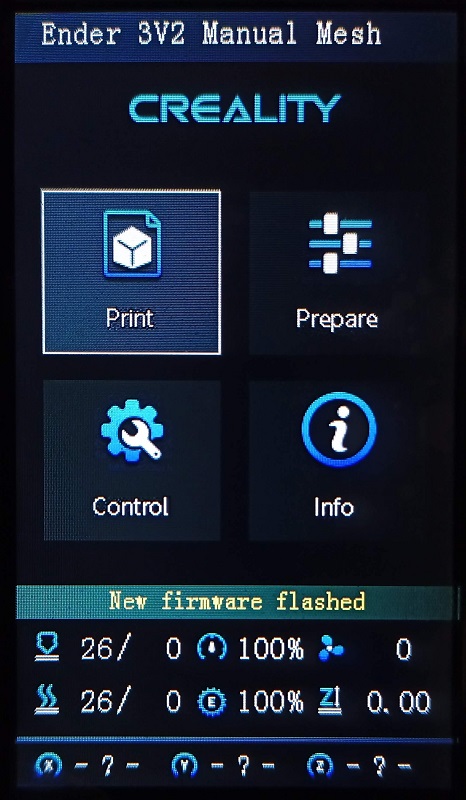 Ender 3V2 Manual Mesh
CREALITY
Print Prepare
Control Info
New firmware flashed
26/ 0 100% 0
26/ 0 E 100% Z 0.00
X -?- Y -?- Z -?-